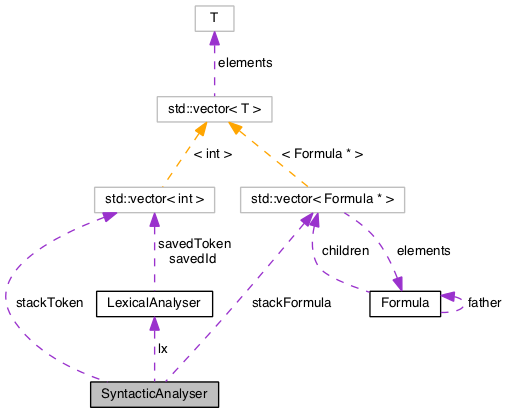 T
elements
std::vector< T >
< int >
< Formula * >
std::vector< int >
std::vector< Formula * >
savedToken
savedId
children
elements
stackToken
LexicalAnalyser
stackFormula
Formula
father
lx
SyntacticAnalyser